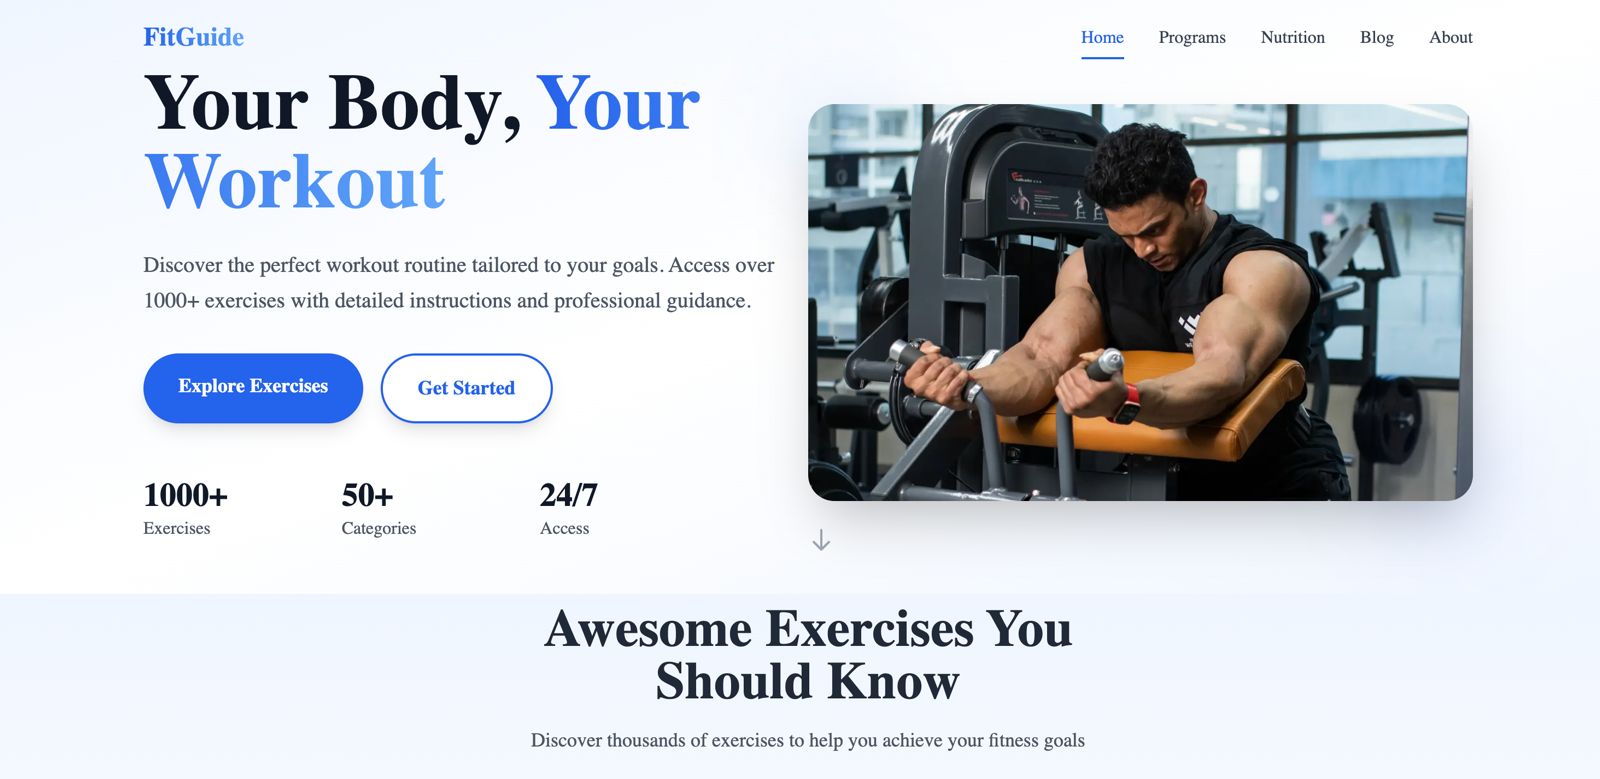 FitGuide
Home
Programs
Nutrition
Blog
About
Your Body, Your
Workout
Discover the perfect workout routine tailored to your goals. Access over
1000+ exercises with detailed instructions and professional guidance.
Explore Exercises
Get Started
1000+
Exercises
50+
Categories
24/7
Access
Awesome Exercises You
Should Know
Discover thousands of exercises to help you achieve your fitness goals